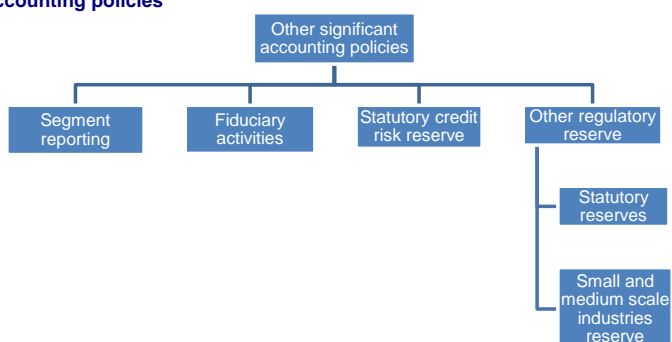 accounting policies
Other significant
accounting policies
Segment
reporting
Fiduciary
activities
Statutory credit
risk reserve
Other regulatory
reserve
Statutory
reserves
Small and
medium scale
industries
reserve